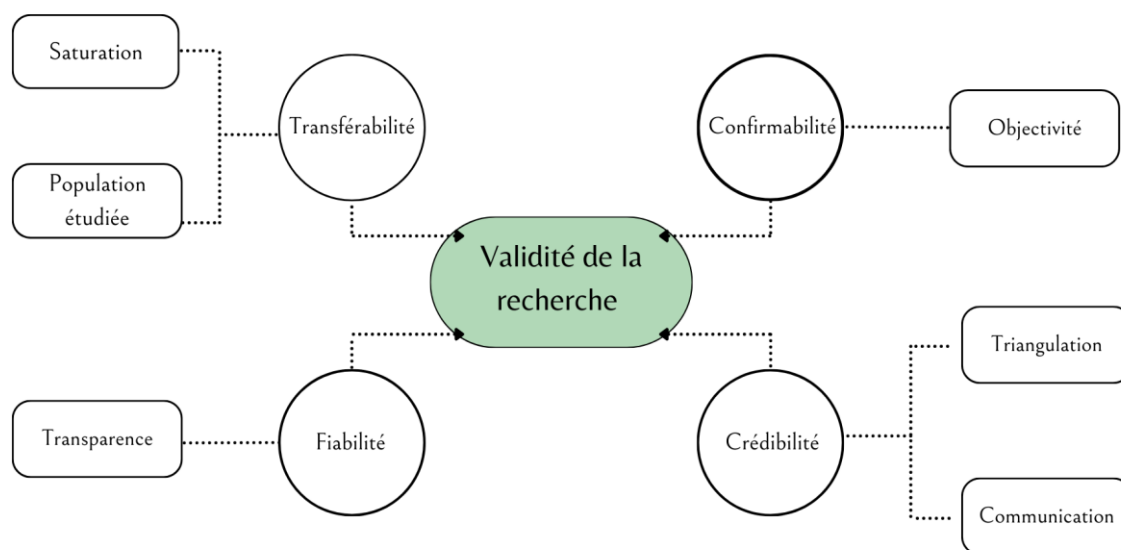 Saturation
Transférabilité
Population
étudiée
Confirmabilité
Objectivité
Validité de la
recherche
Transparence
Fiabilité
Crédibilité
Triangulation
Communication